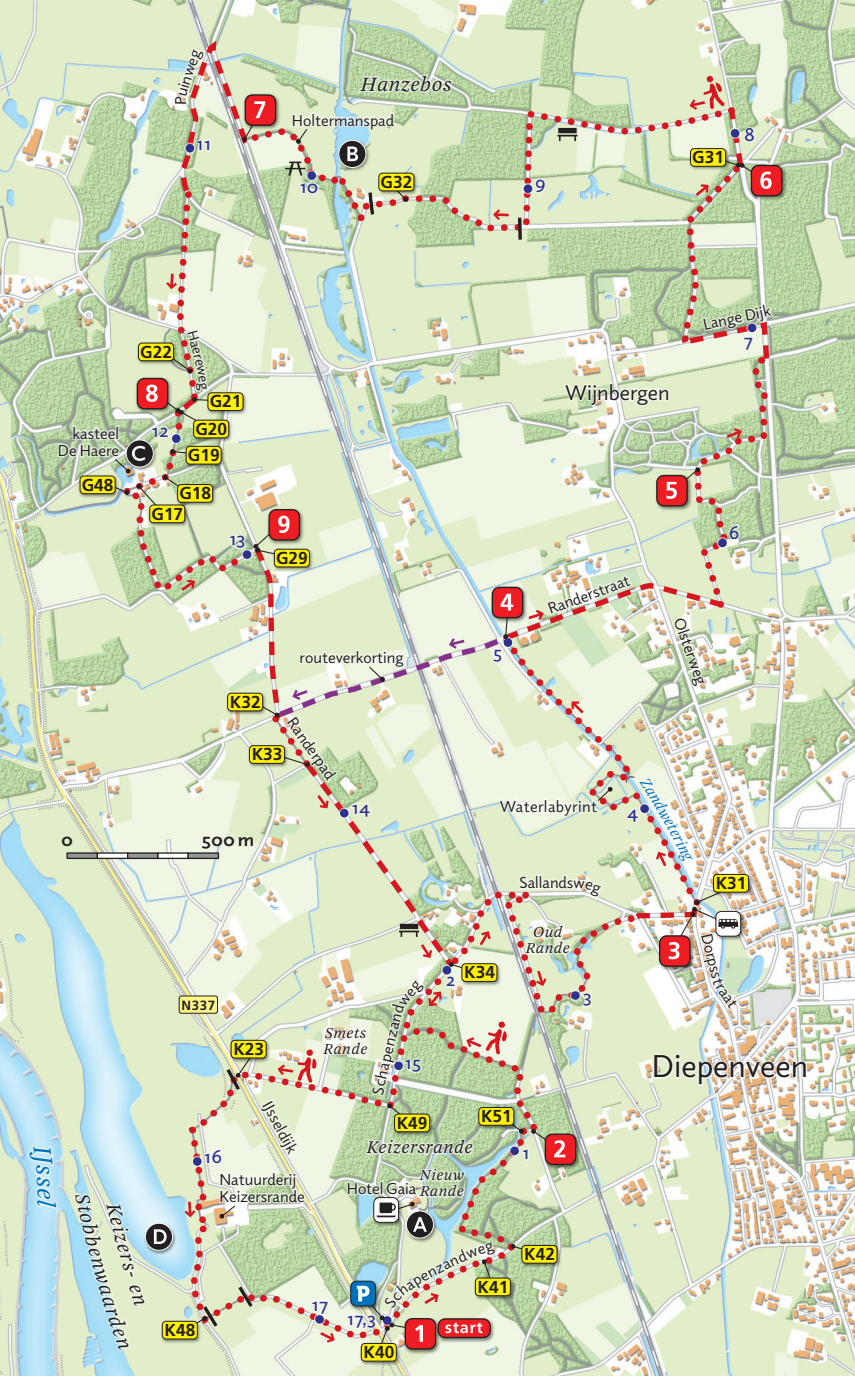 Puinweg
Hanzebos
7
Holtermanspad
B
8
11
G31
6
10
G32
9
Lange Dijk
7
Haereweg
G22
Wijnbergen
8
G21
G20
12
kasteel
De Haere
C
G19
G48
G18
G17
5
9
13
G29
6
4
Randerstraat
5
Olsterweg
routeverkorting
K32
Randerpad
K33
14
Waterlabyrint
4
Zandwetering
0
500 m
K31
Sallandsweg
Oud
Rande
3
Dorpsstraat
K34
2
3
N337
Schapenzandweg
Smets
Rande
K23
15
Diepenveen
IJsseldijk
K49
K51
2
Keizersrande
1
16
Natuurderij
Keizersrande
Nieuw
Rande
Hotel Gaia
A
IJssel
Keizers- en
Stobbenwaarden
D
K42
Schapenzandweg
K41
P
17
17,3
1
start
K48
K40